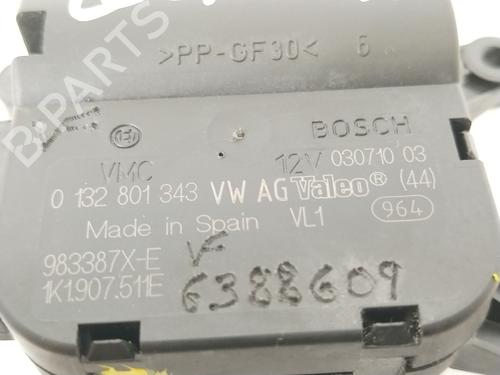 >PP-GF30< 6
B-PARTS
BOSCH
VMC 12V 030710 03
0 132 801 343 VW AG Valeo® (44)
Made in Spain VL1 964
983387X-E V
1K1.907.511E 6388609